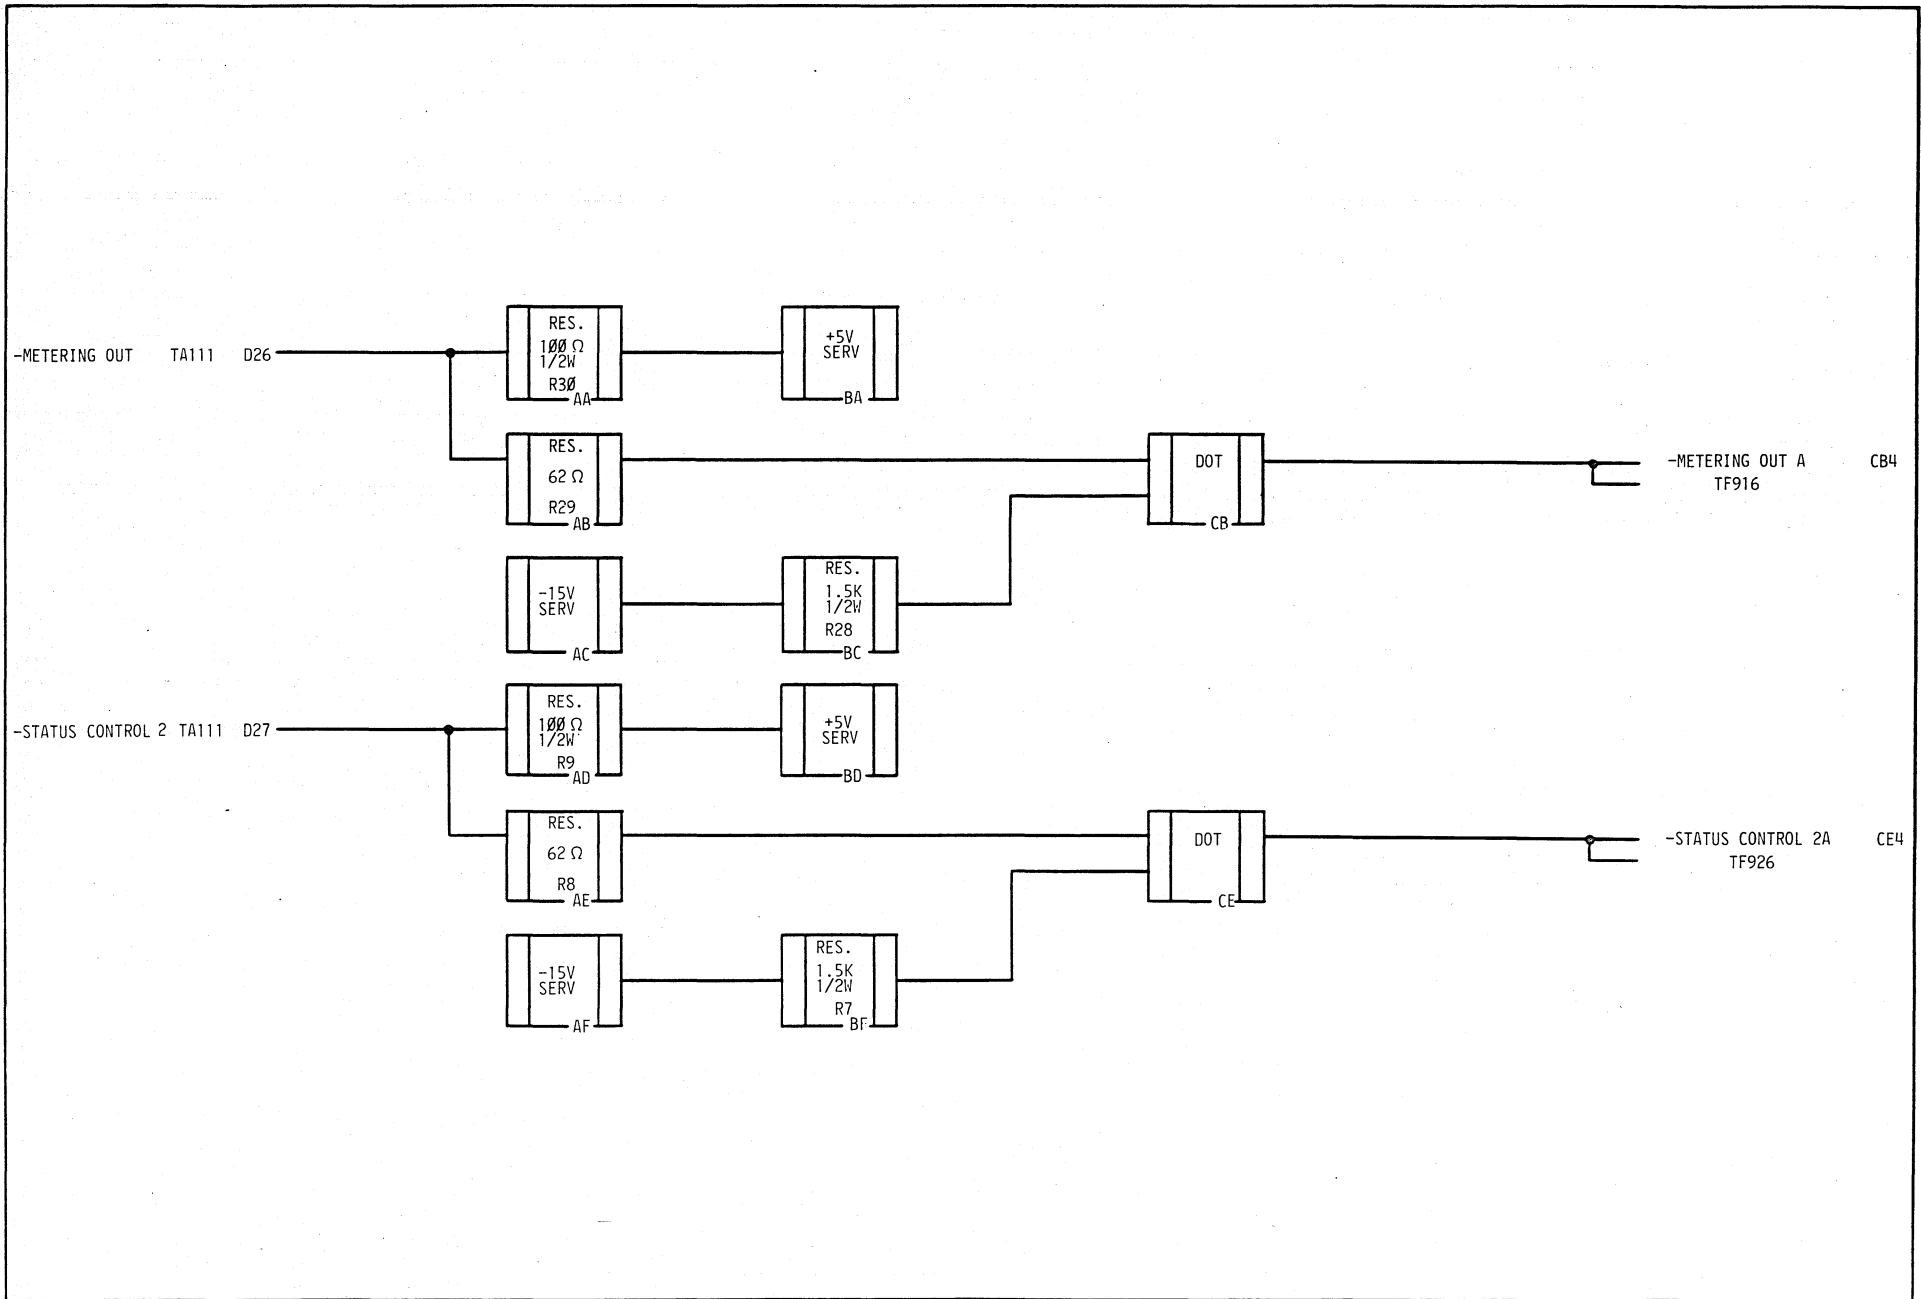 RES.
100 Ω
1/2W
R30
AA
+5V
SERV
BA
-METERING OUT TA111 D26
RES.
62 Ω
R29
AB
DOT
CB
-METERING OUT A CB4
TF916
-15V
SERV
AC
RES.
1.5K
1/2W
R28
BC
-STATUS CONTROL 2 TA111 D27
RES.
100 Ω
1/2W
R9
AD
+5V
SERV
BD
RES.
62 Ω
R8
AE
DOT
CE
-STATUS CONTROL 2A CE4
TF926
-15V
SERV
AF
RES.
1.5K
1/2W
R7
BF